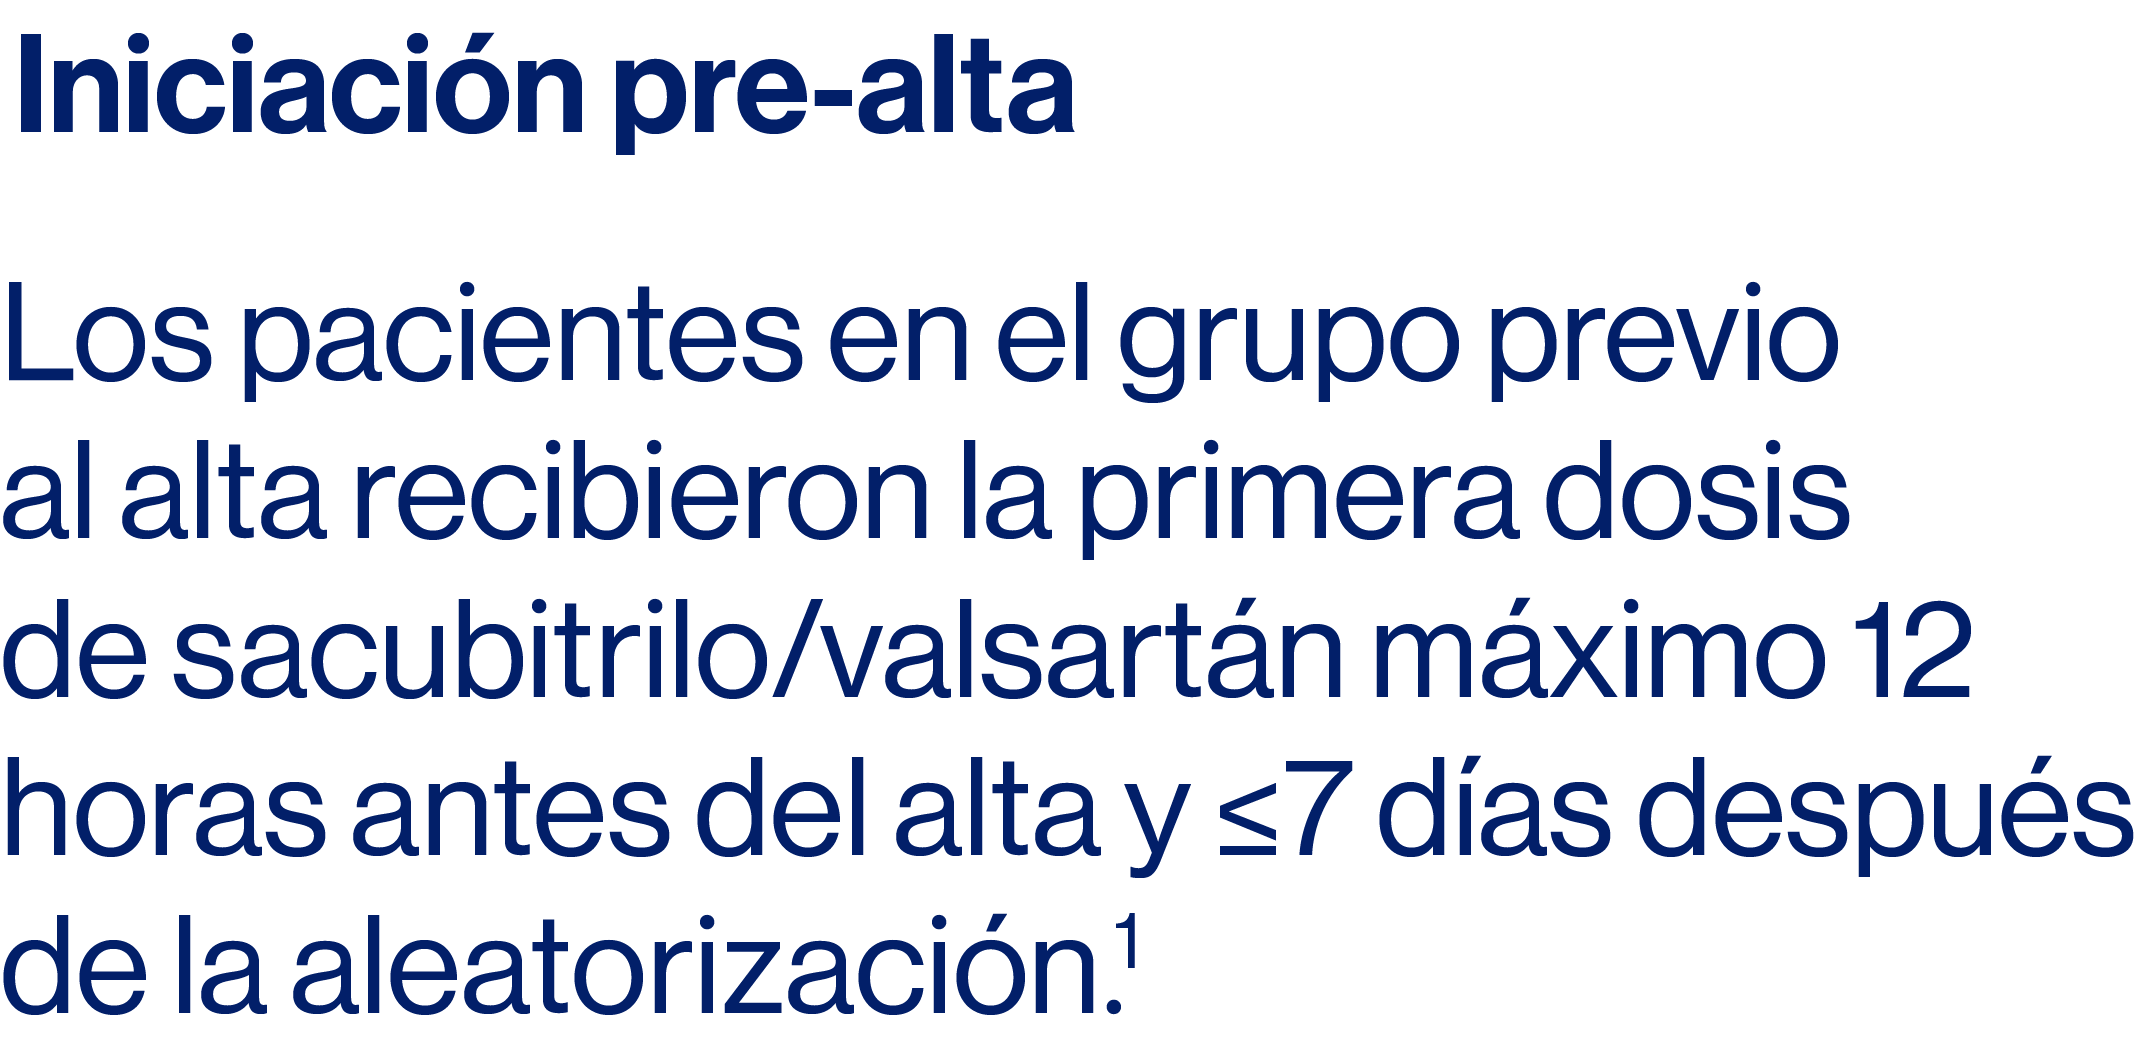 Iniciación pre-alta
Los pacientes en el grupo previo
al alta recibieron la primera dosis
de sacubitrilo/valsartán máximo 12
horas antes del alta y ≤7 días después
de la aleatorización.¹